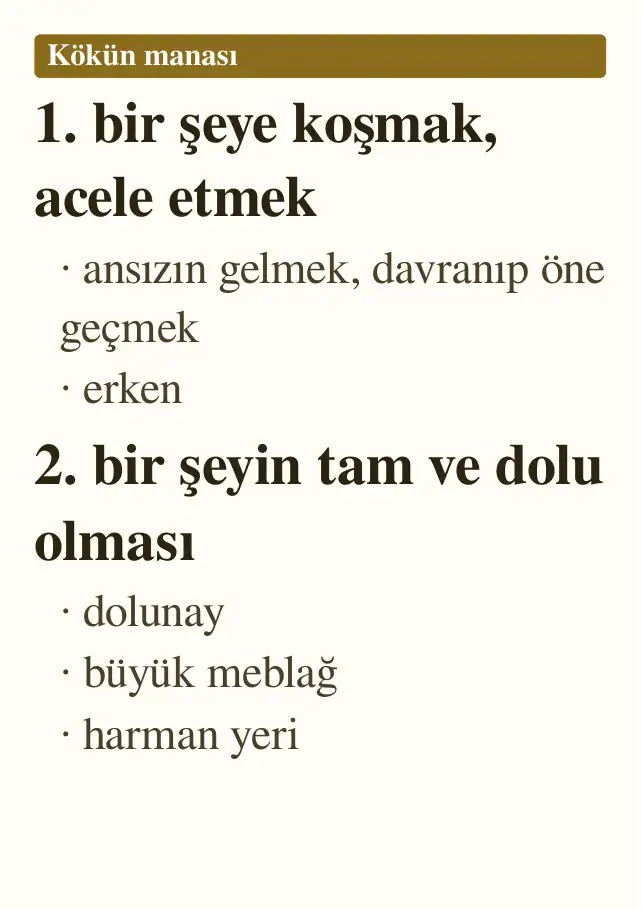 Kökün manası
1. bir şeye koşmak,
acele etmek
· ansızın gelmek, davranıp öne
geçmek
· erken
2. bir şeyin tam ve dolu
olması
· dolunay
· büyük meblağ
· harman yeri